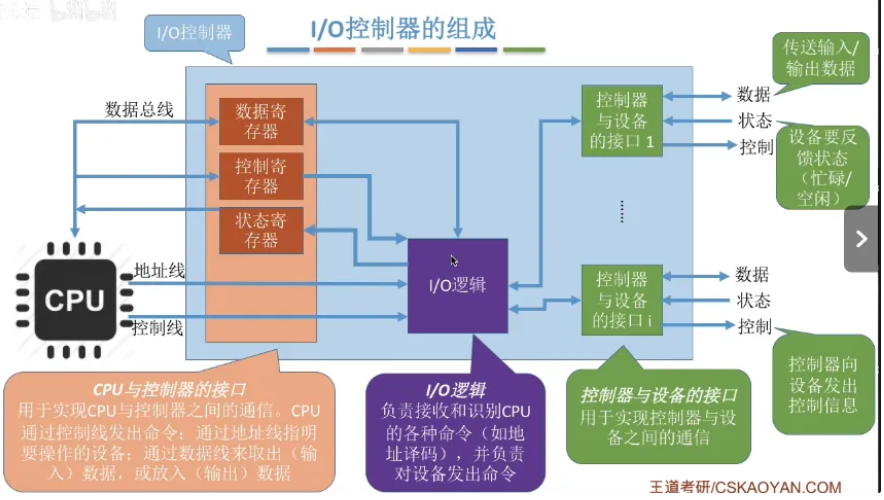 I/O控制器的组成
I/O控制器
数据总线
数据寄
存器
控制寄
存器
状态寄
存器
CPU
地址线
控制线
I/O逻辑
控制器
与设备
的接口 1
数据
状态
控制
传送输入/
输出数据
设备要反
馈状态
（忙碌/
空闲）
……
控制器
与设备
的接口 i
数据
状态
控制
控制器向
设备发出
控制信息
CPU与控制器的接口
用于实现CPU与控制器之间的通信。CPU
通过控制线发出命令；通过地址线指明
要操作的设备；通过数据线来取出（输
入）数据，或放入（输出）数据
I/O逻辑
负责接收和识别CPU
的各种命令（如地
址译码），并负责
对设备发出命令
控制器与设备的接口
用于实现控制器与设
备之间的通信
王道考研/CSKAOYAN.COM